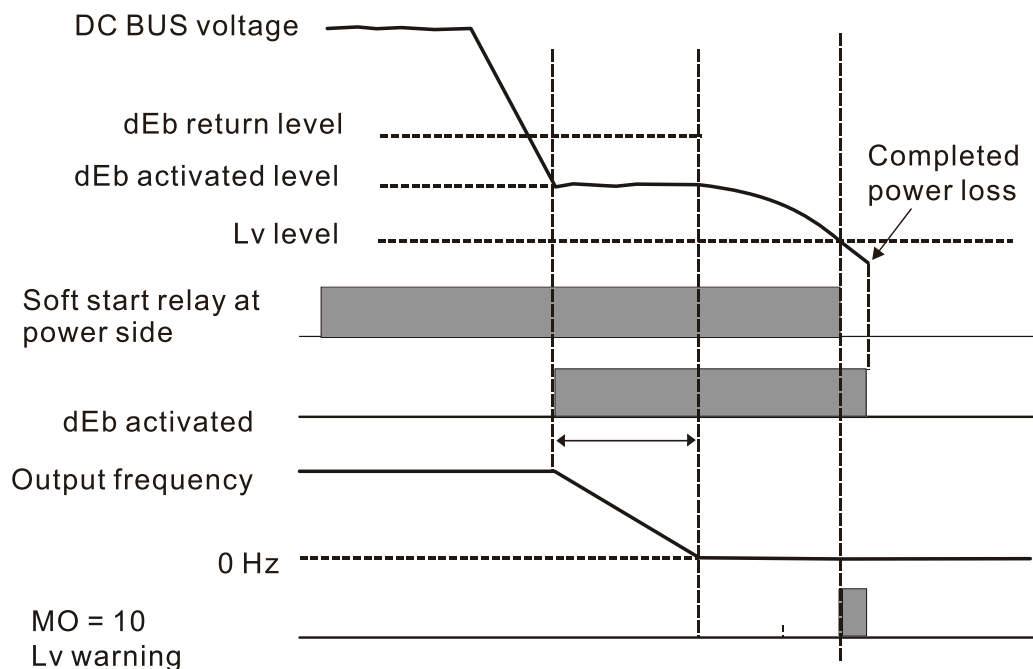 DC BUS voltage
dEb return level
dEb activated level
Completed
power loss
Lv level
Soft start relay at
power side
dEb activated
Output frequency
0 Hz
MO = 10
Lv warning